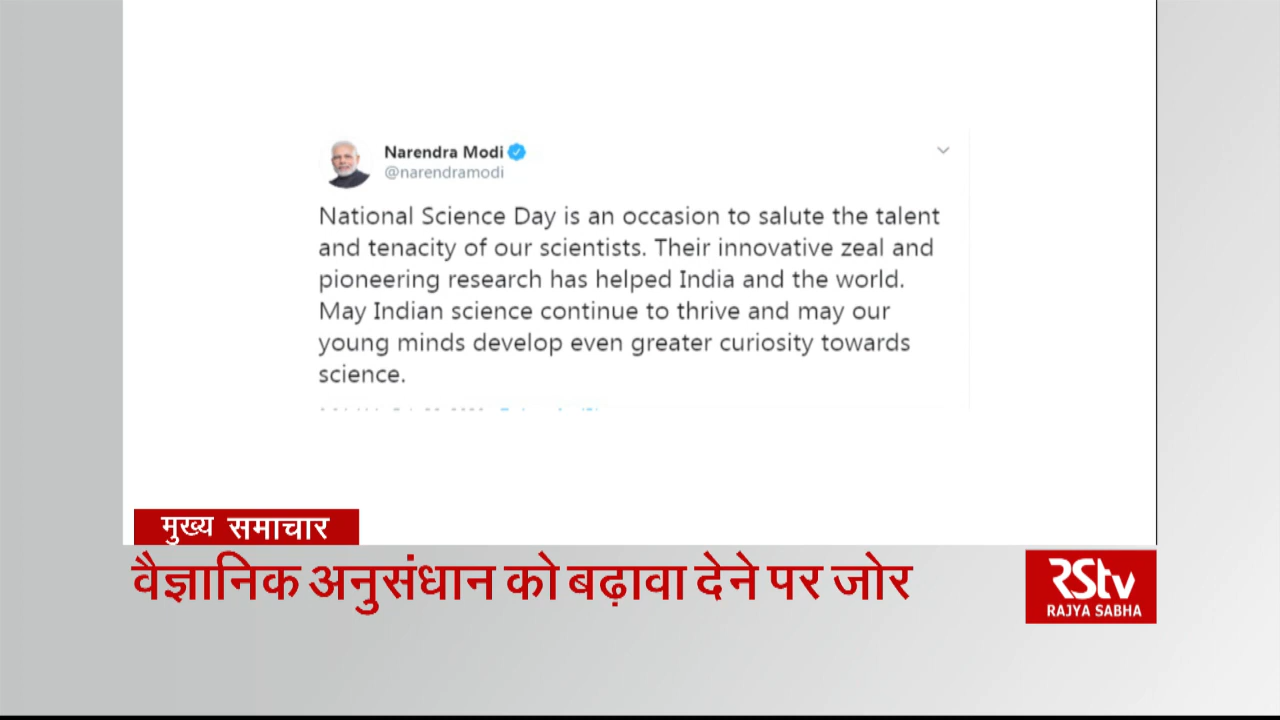 Narendra Modi
@narendramodi
National Science Day is an occasion to salute the talent
and tenacity of our scientists. Their innovative zeal and
pioneering research has helped India and the world.
May Indian science continue to thrive and may our
young minds develop even greater curiosity towards
science.
मुख्य समाचार
वैज्ञानिक अनुसंधान को बढ़ावा देने पर जोर
RStv
RAJYA SABHA